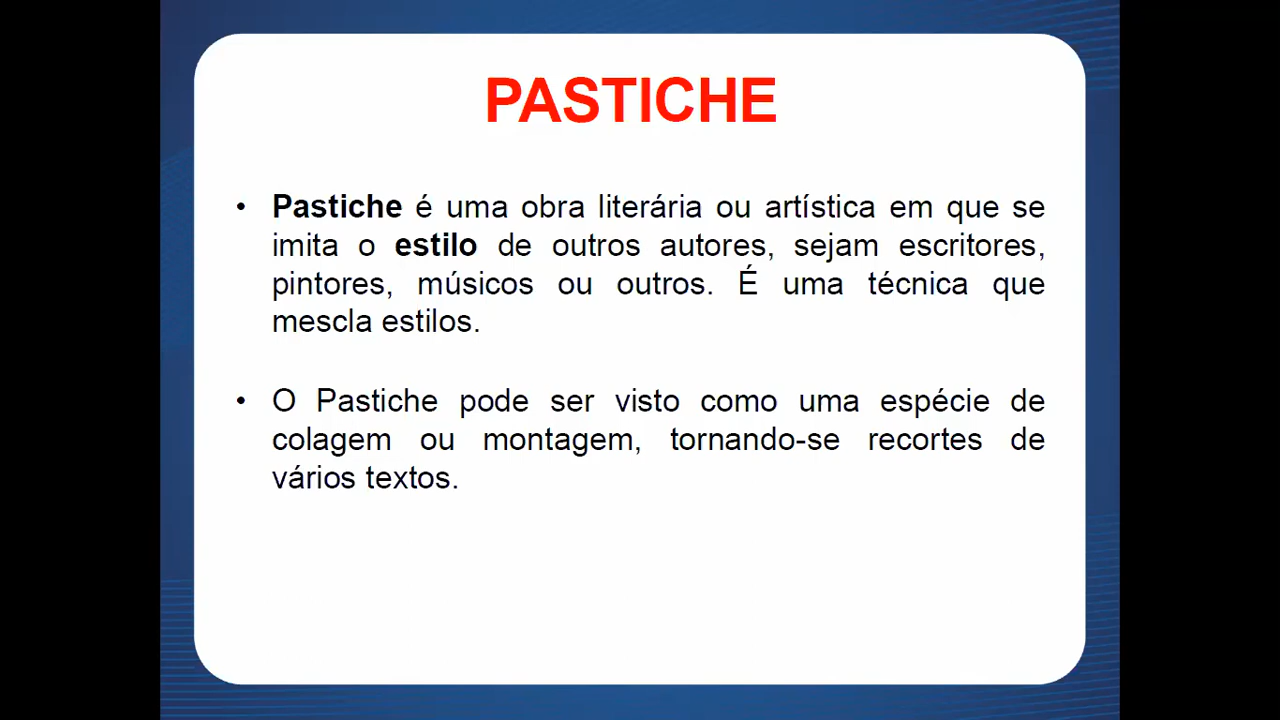 PASTICHE
• Pastiche é uma obra literária ou artística em que se
imita o estilo de outros autores, sejam escritores,
pintores, músicos ou outros. É uma técnica que
mescla estilos.
• O Pastiche pode ser visto como uma espécie de
colagem ou montagem, tornando-se recortes de
vários textos.